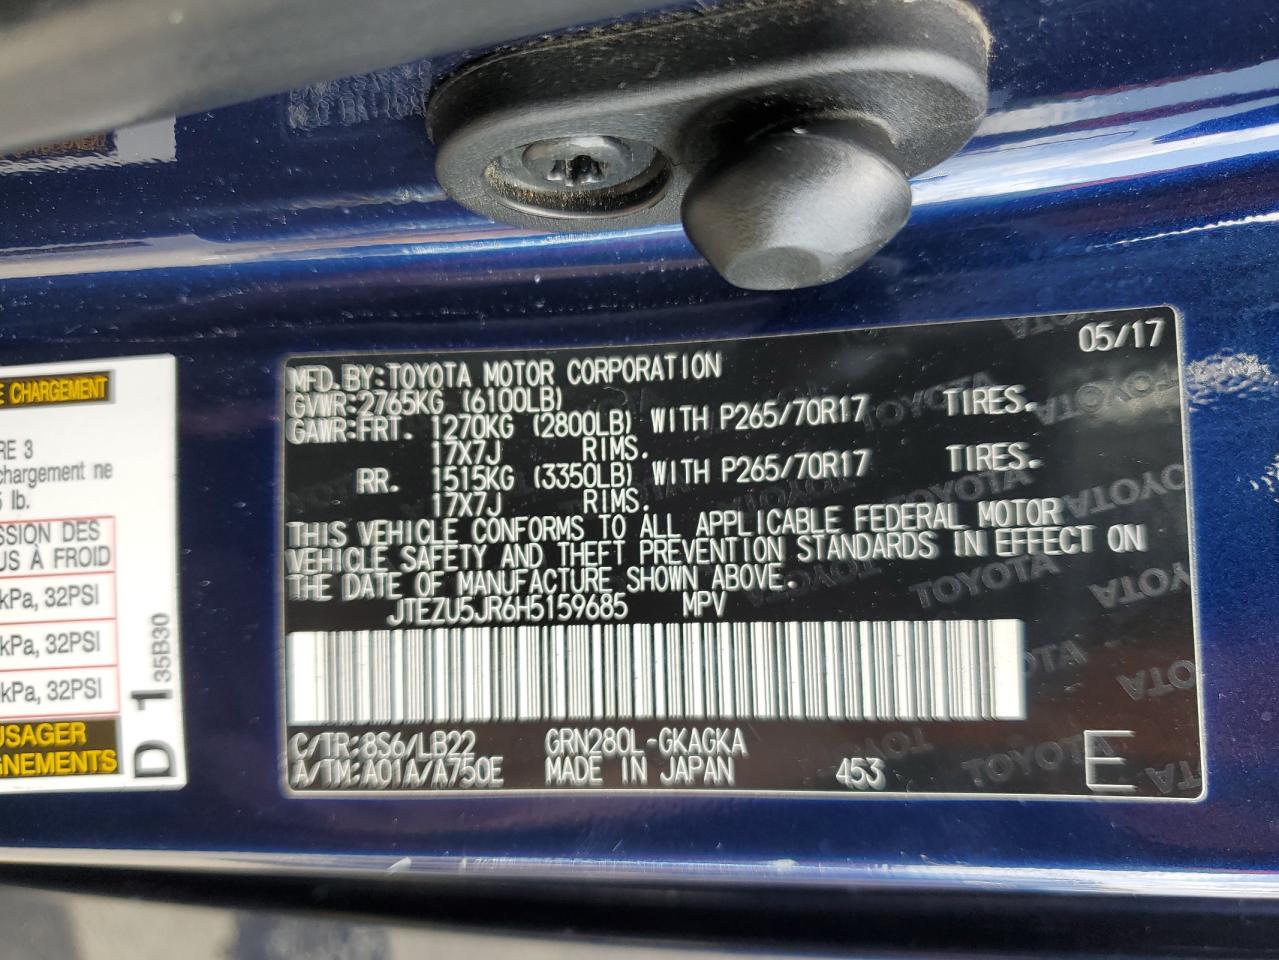 E CHARGEMENT
RE 3
chargement ne
5 lb.
SSION DES
US À FROID
kPa, 32PSI
kPa, 32PSI
kPa, 32PSI
USAGER
GNEMENTS
D 1 35B30
05/17
MFD.BY:TOYOTA MOTOR CORPORATION
GVWR:2765KG (6100LB)
GAWR:FRT. 1270KG (2800LB) WITH P265/70R17 TIRES.
17X7J RIMS.
RR. 1515KG (3350LB) WITH P265/70R17 TIRES.
17X7J RIMS.
THIS VEHICLE CONFORMS TO ALL APPLICABLE FEDERAL MOTOR
VEHICLE SAFETY AND THEFT PREVENTION STANDARDS IN EFFECT ON
THE DATE OF MANUFACTURE SHOWN ABOVE.
JTEZU5JR6H5159685 MPV
C/TR:8S6/LB22 GRN280L-GKAGKA
A/TM:A01A/A750E MADE IN JAPAN 453 E